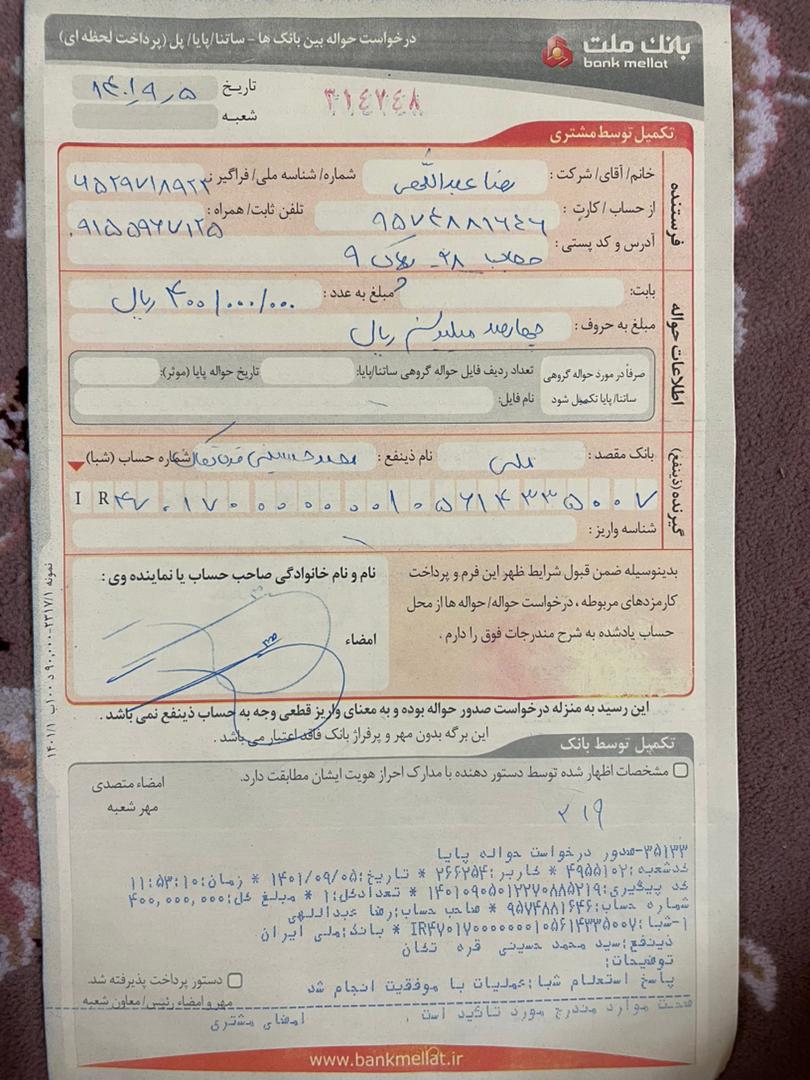 درخواست حواله بین بانک ها - ساتنا/پایا/ پل (پرداخت لحظه ای)
بانک ملت
bank mellat
تاریخ ۱۴۰۱٫۹٫۵
شعبه
۳۱٤۷٤۸
تکمیل توسط مشتری
فرستنده
خانم/ آقای/ شرکت: رضا عبداللهی شماره/ شناسه ملی/ فراگیر:
از حساب/ کارت: ۹۵۷۴۸۸۱۶۴۶ تلفن ثابت/ همراه: ۰۹۱۵۵۹۶۷۱۲۵
آدرس و کد پستی: ۲۸- پلاک ۹
اطلاعات حواله
بابت: مبلغ به عدد: ۴۰۰/۰۰۰/۰۰۰ ریال
مبلغ به حروف: چهارصد میلیون ریال
صرفاً در مورد حواله گروهی ساتنا/پایا تکمیل شود
تعداد ردیف فایل حواله گروهی ساتنا/پایا: تاریخ حواله پایا (موثر):
نام فایل:
گیرنده (ذینفع)
بانک مقصد: ملی نام ذینفع: محمد حسینی قره تکان شماره حساب (شبا)
IR ۴۷۰۱۷۰۰۰۰۰۰۰۱۰۵۶۱۴۳۳۵۰۰۷
شناسه واریز:
بدینوسیله ضمن قبول شرایط ظهر این فرم و پرداخت
کارمزدهای مربوطه، درخواست حواله/ حواله ها از محل
حساب یادشده به شرح مندرجات فوق را دارم.
نام و نام خانوادگی صاحب حساب یا نماینده وی:
امضاء
این رسید به منزله درخواست صدور حواله بوده و به معنای واریز قطعی وجه به حساب ذینفع نمی باشد.
این برگه بدون مهر و پرفراژ بانک فاقد اعتبار می باشد.
تکمیل توسط بانک
مشخصات اظهار شده توسط دستور دهنده با مدارک احراز هویت ایشان مطابقت دارد.
امضاء متصدی
مهر شعبه
۲۱۹
۳۵۱۳۳-صدور درخواست حواله پایا
کدشعبه:۴۹۵۵۱۰۲ * کاربر:۲۶۶۲۵۴ * تاریخ:۱۴۰۱/۰۹/۰۵ * زمان:۱۱:۵۳:۱۰
کد پیگیری:۱۴۰۱۰۹۰۵۰۱۲۲۷۰۸۸۵۲۱۹ * تعدادکل:۱ * مبلغ کل:۴۰۰,۰۰۰,۰۰۰
شماره حساب:۹۵۷۴۸۸۱۶۴۶ * صاحب حساب:رضا عبداللهی
۱-شبا:IR۴۷۰۱۷۰۰۰۰۰۰۰۱۰۵۶۱۴۳۳۵۰۰۷ * بانک:ملی ایران
ذینفع:سید محمد حسینی قره تکان
توضیحات:
پاسخ استعلام شبا:عملیات با موفقیت انجام شد
صحت موارد مندرج مورد تائید است . امضای مشتری
دستور پرداخت پذیرفته شد.
مهر و امضاء رئیس/ معاون شعبه
نمونه ۲۳۱۷/۱-۹۰,۰۰۰ د ۱۰۰ب ۱۴۰۱/۱
www.bankmellat.ir